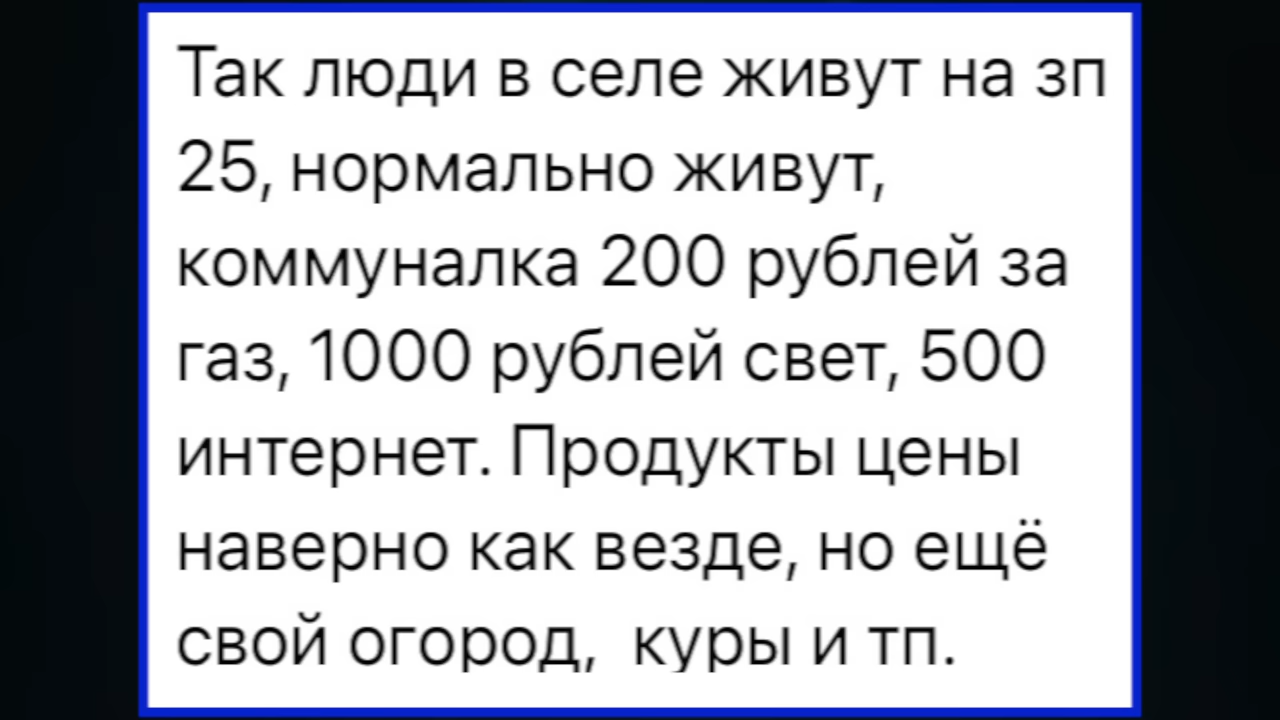 Так люди в селе живут на зп
25, нормально живут,
коммуналка 200 рублей за
газ, 1000 рублей свет, 500
интернет. Продукты цены
наверно как везде, но ещё
свой огород,  куры и тп.